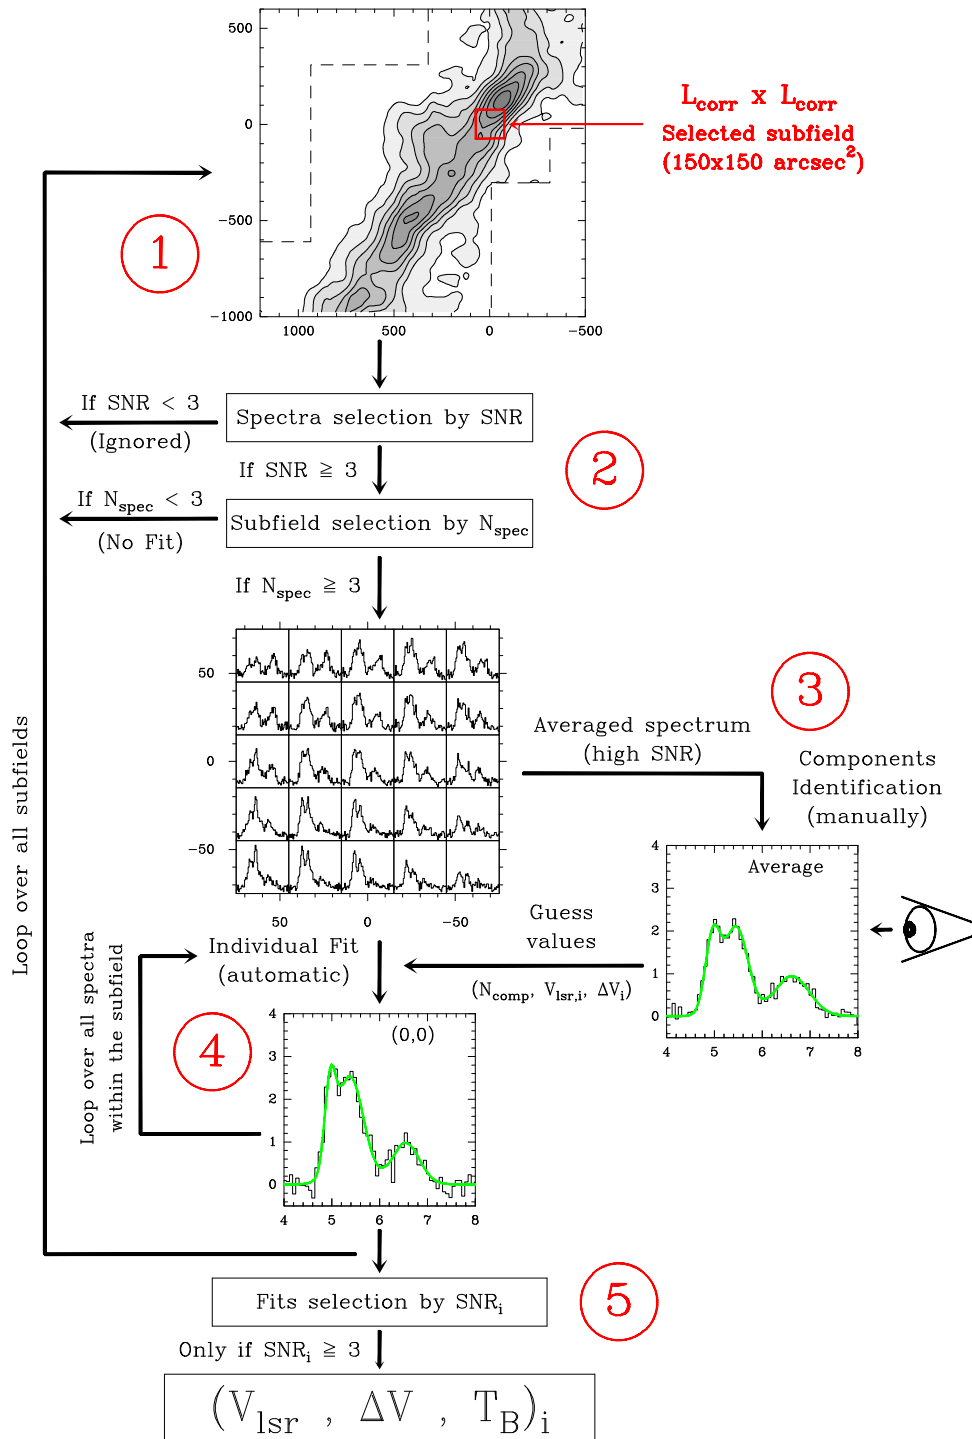 500
0
−500
−1000
1000 500 0 −500
L_corr x L_corr
Selected subfield
(150x150 arcsec²)
1
If SNR < 3
(Ignored)
Spectra selection by SNR
If SNR ≧ 3
2
If N_spec < 3
(No Fit)
Subfield selection by N_spec
If N_spec ≧ 3
Loop over all subfields
50
0
−50
50 0 −50
Averaged spectrum
(high SNR)
3
Components
Identification
(manually)
Average
4
3
2
1
0
4 5 6 7 8
Guess
values
(N_comp, V_lsr,i, ΔV_i)
Individual Fit
(automatic)
Loop over all spectra
within the subfield
4
(0,0)
4
3
2
1
0
4 5 6 7 8
Fits selection by SNR_i
5
Only if SNR_i ≧ 3
(V_lsr , ΔV , T_B)_i